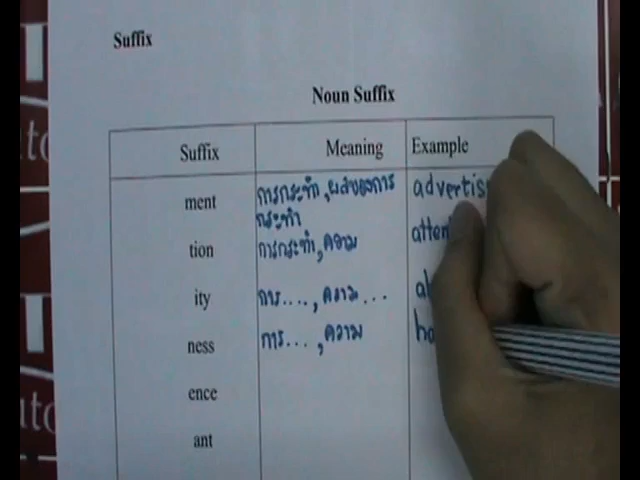 Suffix
Noun Suffix
Suffix Meaning Example
ment การกระทำ, ผลของการ advertis
กระทำ
tion การกระทำ, ความ atten
ity การ..., ความ...
ness การ..., ความ
ence
ant